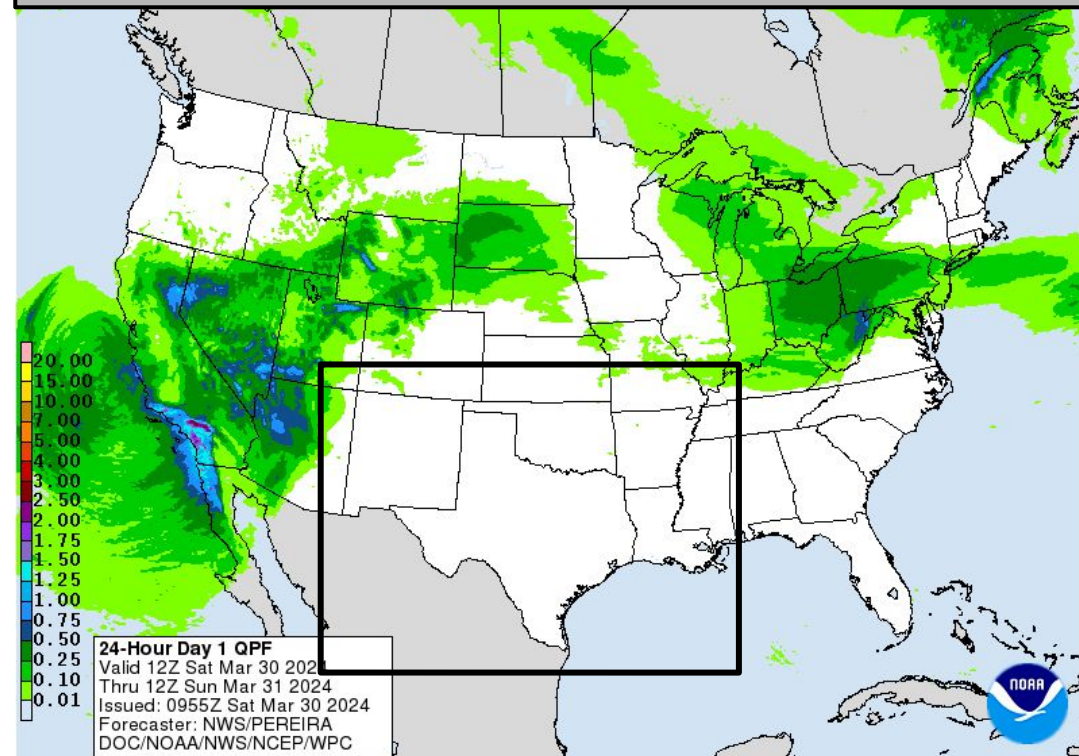 20.00
15.00
10.00
7.00
5.00
4.00
3.00
2.50
2.00
1.75
1.50
1.25
1.00
0.75
0.50
0.25
0.10
0.01
24-Hour Day 1 QPF
Valid 12Z Sat Mar 30 2024
Thru 12Z Sun Mar 31 2024
Issued: 0955Z Sat Mar 30 2024
Forecaster: NWS/PEREIRA
DOC/NOAA/NWS/NCEP/WPC
NOAA